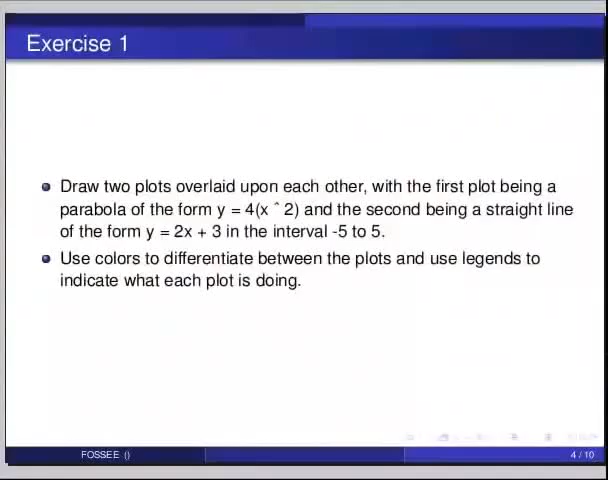 Exercise 1
Draw two plots overlaid upon each other, with the first plot being a
parabola of the form y = 4(x ˆ 2) and the second being a straight line
of the form y = 2x + 3 in the interval -5 to 5.
Use colors to differentiate between the plots and use legends to
indicate what each plot is doing.
FOSSEE ()
4 / 10